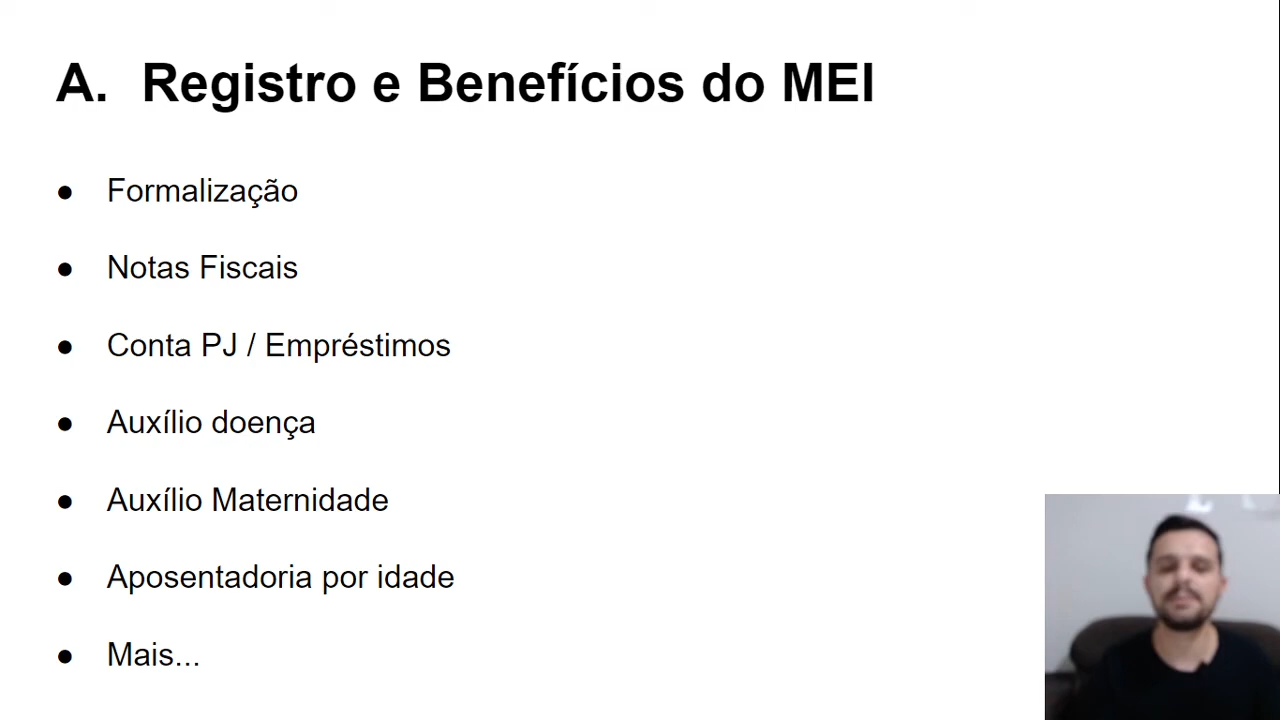 A. Registro e Benefícios do MEI
● Formalização
● Notas Fiscais
● Conta PJ / Empréstimos
● Auxílio doença
● Auxílio Maternidade
● Aposentadoria por idade
● Mais...